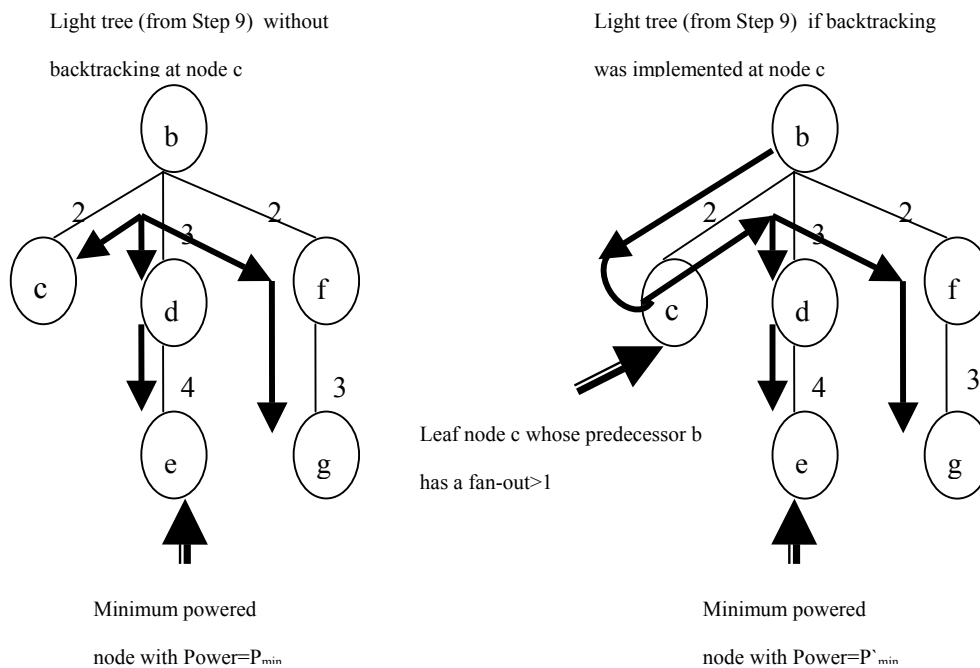 Light tree (from Step 9) without
backtracking at node c
b
2
3
2
c
d
f
4
3
e
g
Minimum powered
node with Power=Pmin
Light tree (from Step 9) if backtracking
was implemented at node c
b
2
3
2
c
d
f
Leaf node c whose predecessor b
has a fan-out>1
4
3
e
g
Minimum powered
node with Power=P`min